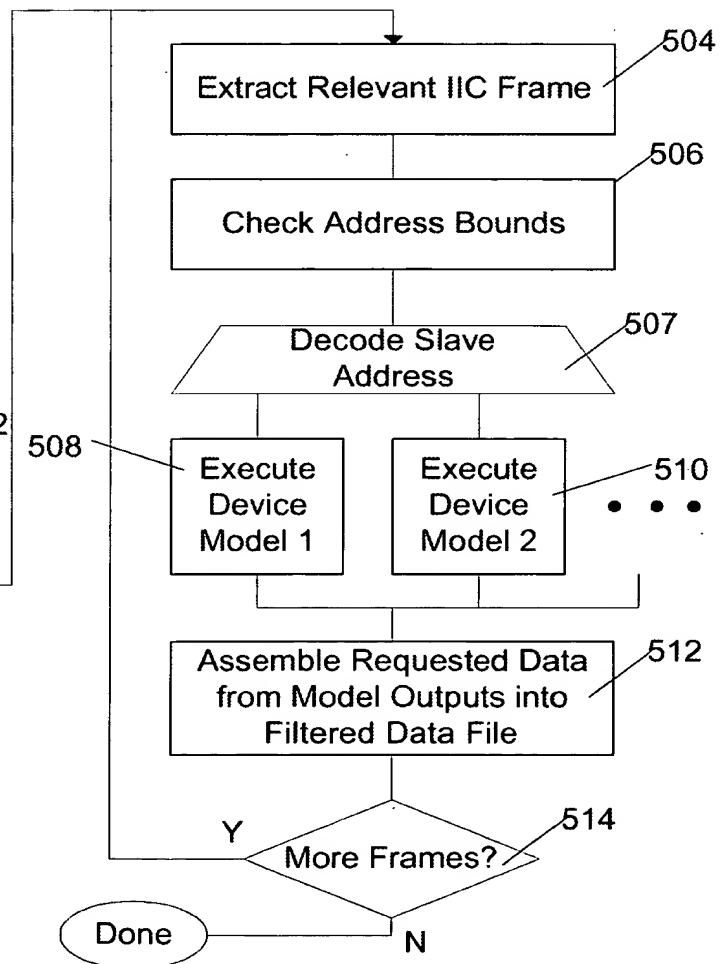 504
Extract Relevant IIC Frame
506
Check Address Bounds
507
Decode Slave
Address
2
508
Execute
Device
Model 1
Execute
Device
Model 2
510
• • •
512
Assemble Requested Data
from Model Outputs into
Filtered Data File
514
Y
More Frames?
Done
N